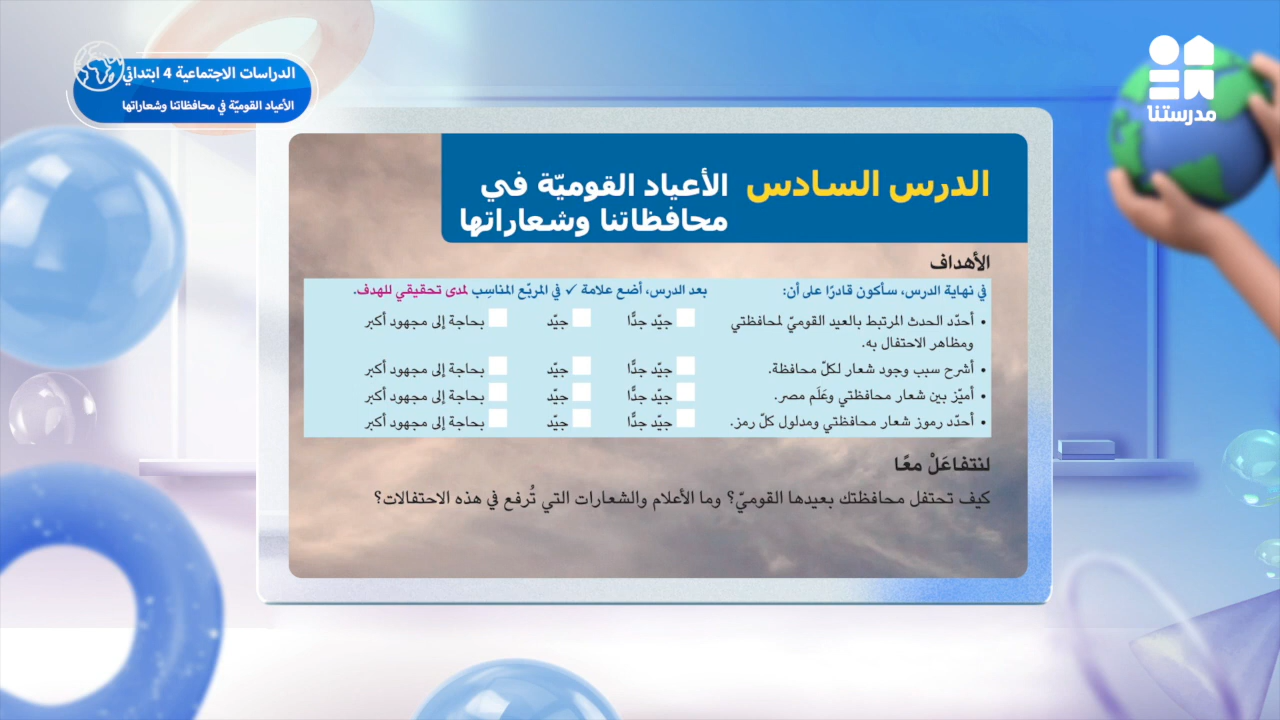 الدراسات الاجتماعية 4 ابتدائي
الأعياد القوميّة في محافظاتنا وشعاراتها
مدرستنا
الدرس السادس الأعياد القوميّة في
محافظاتنا وشعاراتها
الأهداف
في نهاية الدرس، سأكون قادرًا على أن: بعد الدرس، أضع علامة ✓ في المربّع المناسِب لمدى تحقيقي للهدف.
• أحدّد الحدث المرتبط بالعيد القوميّ لمحافظتي جيّد جدًّا جيّد بحاجة إلى مجهود أكبر
ومظاهر الاحتفال به.
• أشرح سبب وجود شعار لكلّ محافظة. جيّد جدًّا جيّد بحاجة إلى مجهود أكبر
• أميّز بين شعار محافظتي وعَلَم مصر. جيّد جدًّا جيّد بحاجة إلى مجهود أكبر
• أحدّد رموز شعار محافظتي ومدلول كلّ رمز. جيّد جدًّا جيّد بحاجة إلى مجهود أكبر
لنتفاعَلْ معًا
كيف تحتفل محافظتك بعيدها القوميّ؟ وما الأعلام والشعارات التي تُرفع في هذه الاحتفالات؟